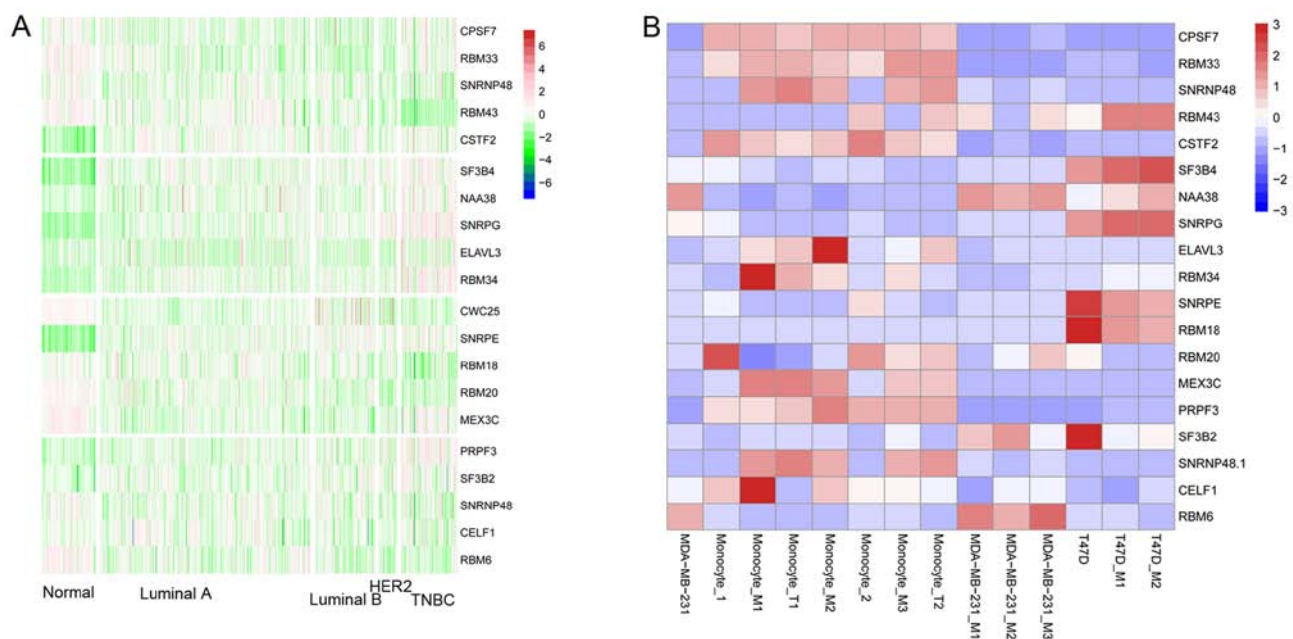 A
CPSF7
RBM33
SNRNP48
RBM43
CSTF2
SF3B4
NAA38
SNRPG
ELAVL3
RBM34
CWC25
SNRPE
RBM18
RBM20
MEX3C
PRPF3
SF3B2
SNRNP48
CELF1
RBM6
Normal
Luminal A
Luminal B
HER2
TNBC
6
4
2
0
−2
−4
−6
B
CPSF7
RBM33
SNRNP48
RBM43
CSTF2
SF3B4
NAA38
SNRPG
ELAVL3
RBM34
SNRPE
RBM18
RBM20
MEX3C
PRPF3
SF3B2
SNRNP48.1
CELF1
RBM6
MDA−MB−231
Monocyte_1
Monocyte_M1
Monocyte_T1
Monocyte_M2
Monocyte_2
Monocyte_M3
Monocyte_T2
MDA−MB−231_M1
MDA−MB−231_M2
MDA−MB−231_M3
T47D
T47D_M1
T47D_M2
3
2
1
0
−1
−2
−3